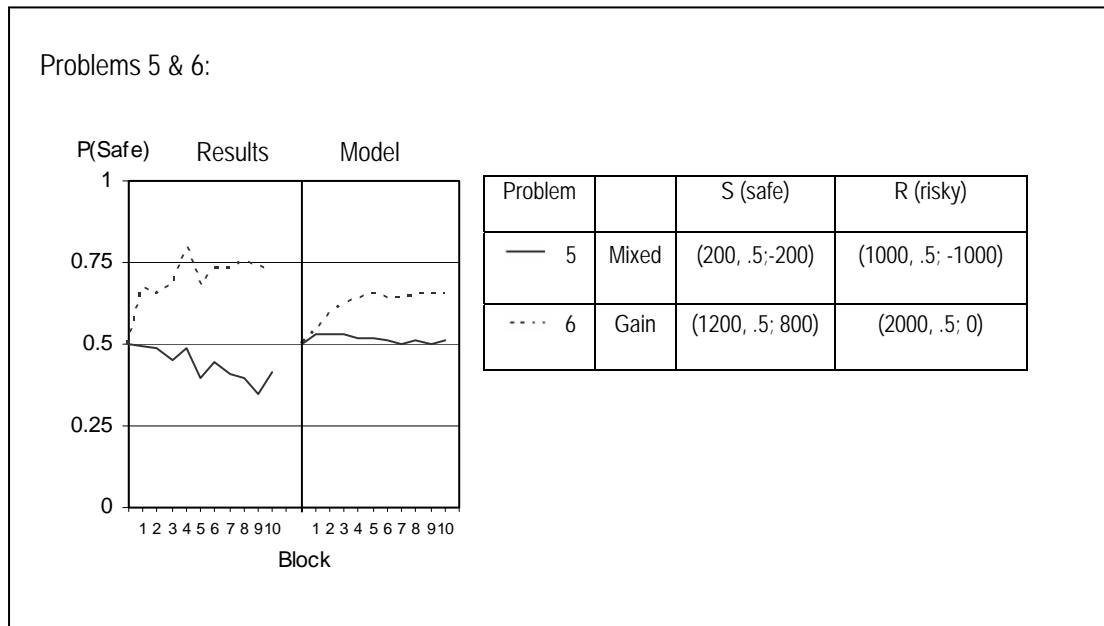 Problems 5 & 6:
P(Safe) Results Model
1
0.75
0.5
0.25
0
1 2 3 4 5 6 7 8 9 10 1 2 3 4 5 6 7 8 9 10
Block
Problem S (safe) R (risky)
5 Mixed (200, .5;-200) (1000, .5; -1000)
6 Gain (1200, .5; 800) (2000, .5; 0)